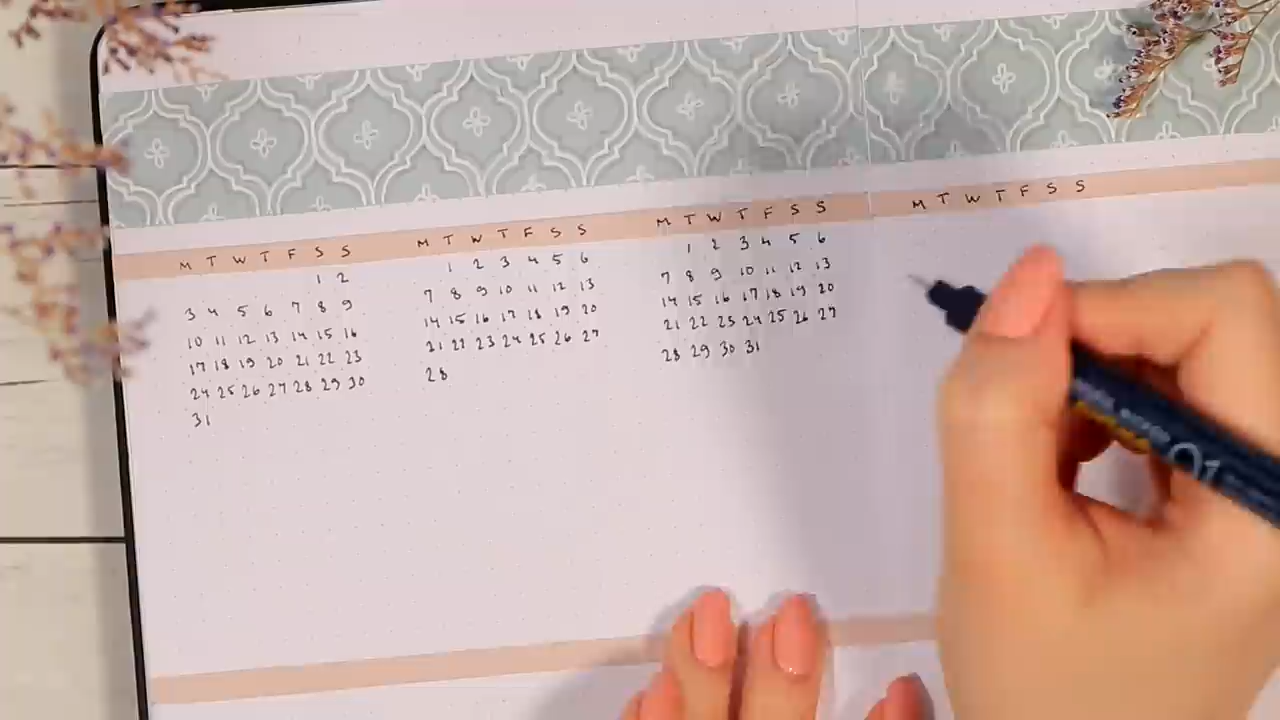 M T W T F S S
1 2
3 4 5 6 7 8 9
10 11 12 13 14 15 16
17 18 19 20 21 22 23
24 25 26 27 28 29 30
31
M T W T F S S
1 2 3 4 5 6
7 8 9 10 11 12 13
14 15 16 17 18 19 20
21 22 23 24 25 26 27
28
M T W T F S S
1 2 3 4 5 6
7 8 9 10 11 12 13
14 15 16 17 18 19 20
21 22 23 24 25 26 27
28 29 30 31
M T W T F S S
01